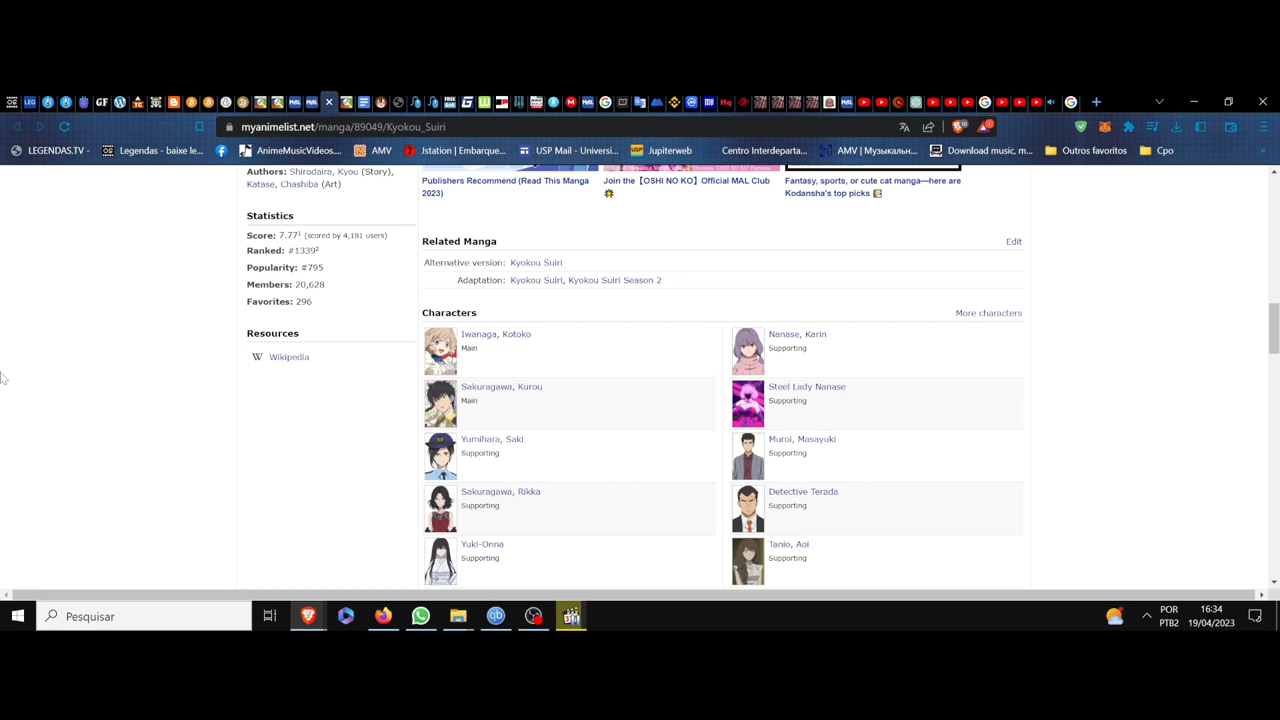 myanimelist.net/manga/89049/Kyokou_Suiri
LEGENDAS.TV -
Legendas - baixe le...
AnimeMusicVideos....
AMV
Jstation | Embarque...
USP Mail - Universi...
Jupiterweb
Centro Interdeparta...
AMV | Музыкальн...
Download music, m...
Outros favoritos
Cpo
Authors: Shirodaira, Kyou (Story),
Katase, Chashiba (Art)
Publishers Recommend (Read This Manga
2023)
Join the【OSHI NO KO】Official MAL Club
Fantasy, sports, or cute cat manga—here are
Kodansha's top picks
Statistics
Score: 7.77¹ (scored by 4,181 users)
Ranked: #1339²
Popularity: #795
Members: 20,628
Favorites: 296
Resources
Wikipedia
Related Manga
Edit
Alternative version: Kyokou Suiri
Adaptation: Kyokou Suiri, Kyokou Suiri Season 2
Characters
More characters
Iwanaga, Kotoko
Main
Nanase, Karin
Supporting
Sakuragawa, Kurou
Main
Steel Lady Nanase
Supporting
Yumihara, Saki
Supporting
Muroi, Masayuki
Supporting
Sakuragawa, Rikka
Supporting
Detective Terada
Supporting
Yuki-Onna
Supporting
Tanio, Aoi
Supporting
Pesquisar
POR
PTB2
16:34
19/04/2023